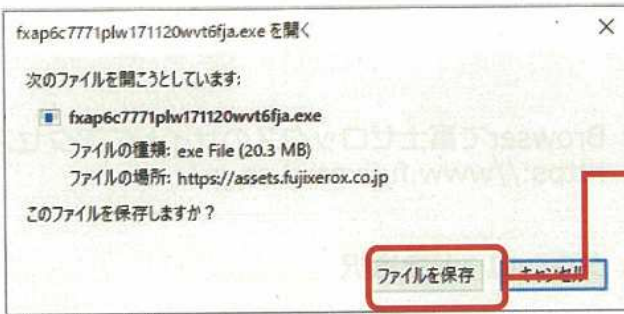 fxap6c7771plw171120wvt6fja.exe を開く
次のファイルを開こうとしています:
fxap6c7771plw171120wvt6fja.exe
ファイルの種類: exe File (20.3 MB)
ファイルの場所: https://assets.fujixerox.co.jp
このファイルを保存しますか？
ファイルを保存
キャンセル